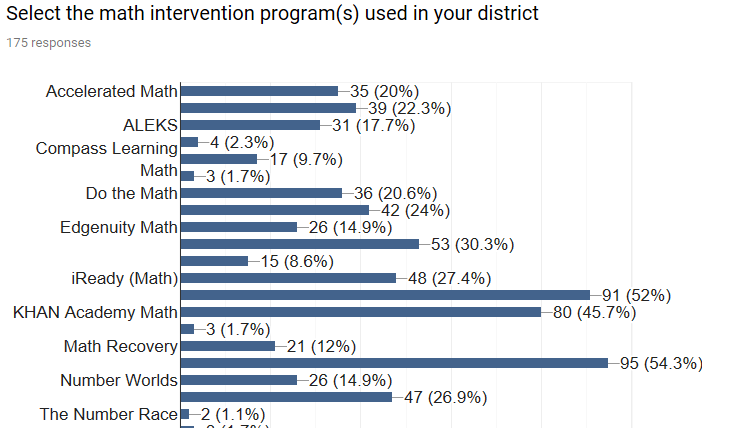 Select the math intervention program(s) used in your district
175 responses
Accelerated Math 35 (20%)
39 (22.3%)
ALEKS 31 (17.7%)
4 (2.3%)
Compass Learning
17 (9.7%)
Math
3 (1.7%)
Do the Math 36 (20.6%)
42 (24%)
Edgenuity Math 26 (14.9%)
53 (30.3%)
15 (8.6%)
iReady (Math) 48 (27.4%)
91 (52%)
KHAN Academy Math 80 (45.7%)
3 (1.7%)
Math Recovery 21 (12%)
95 (54.3%)
Number Worlds 26 (14.9%)
47 (26.9%)
The Number Race 2 (1.1%)